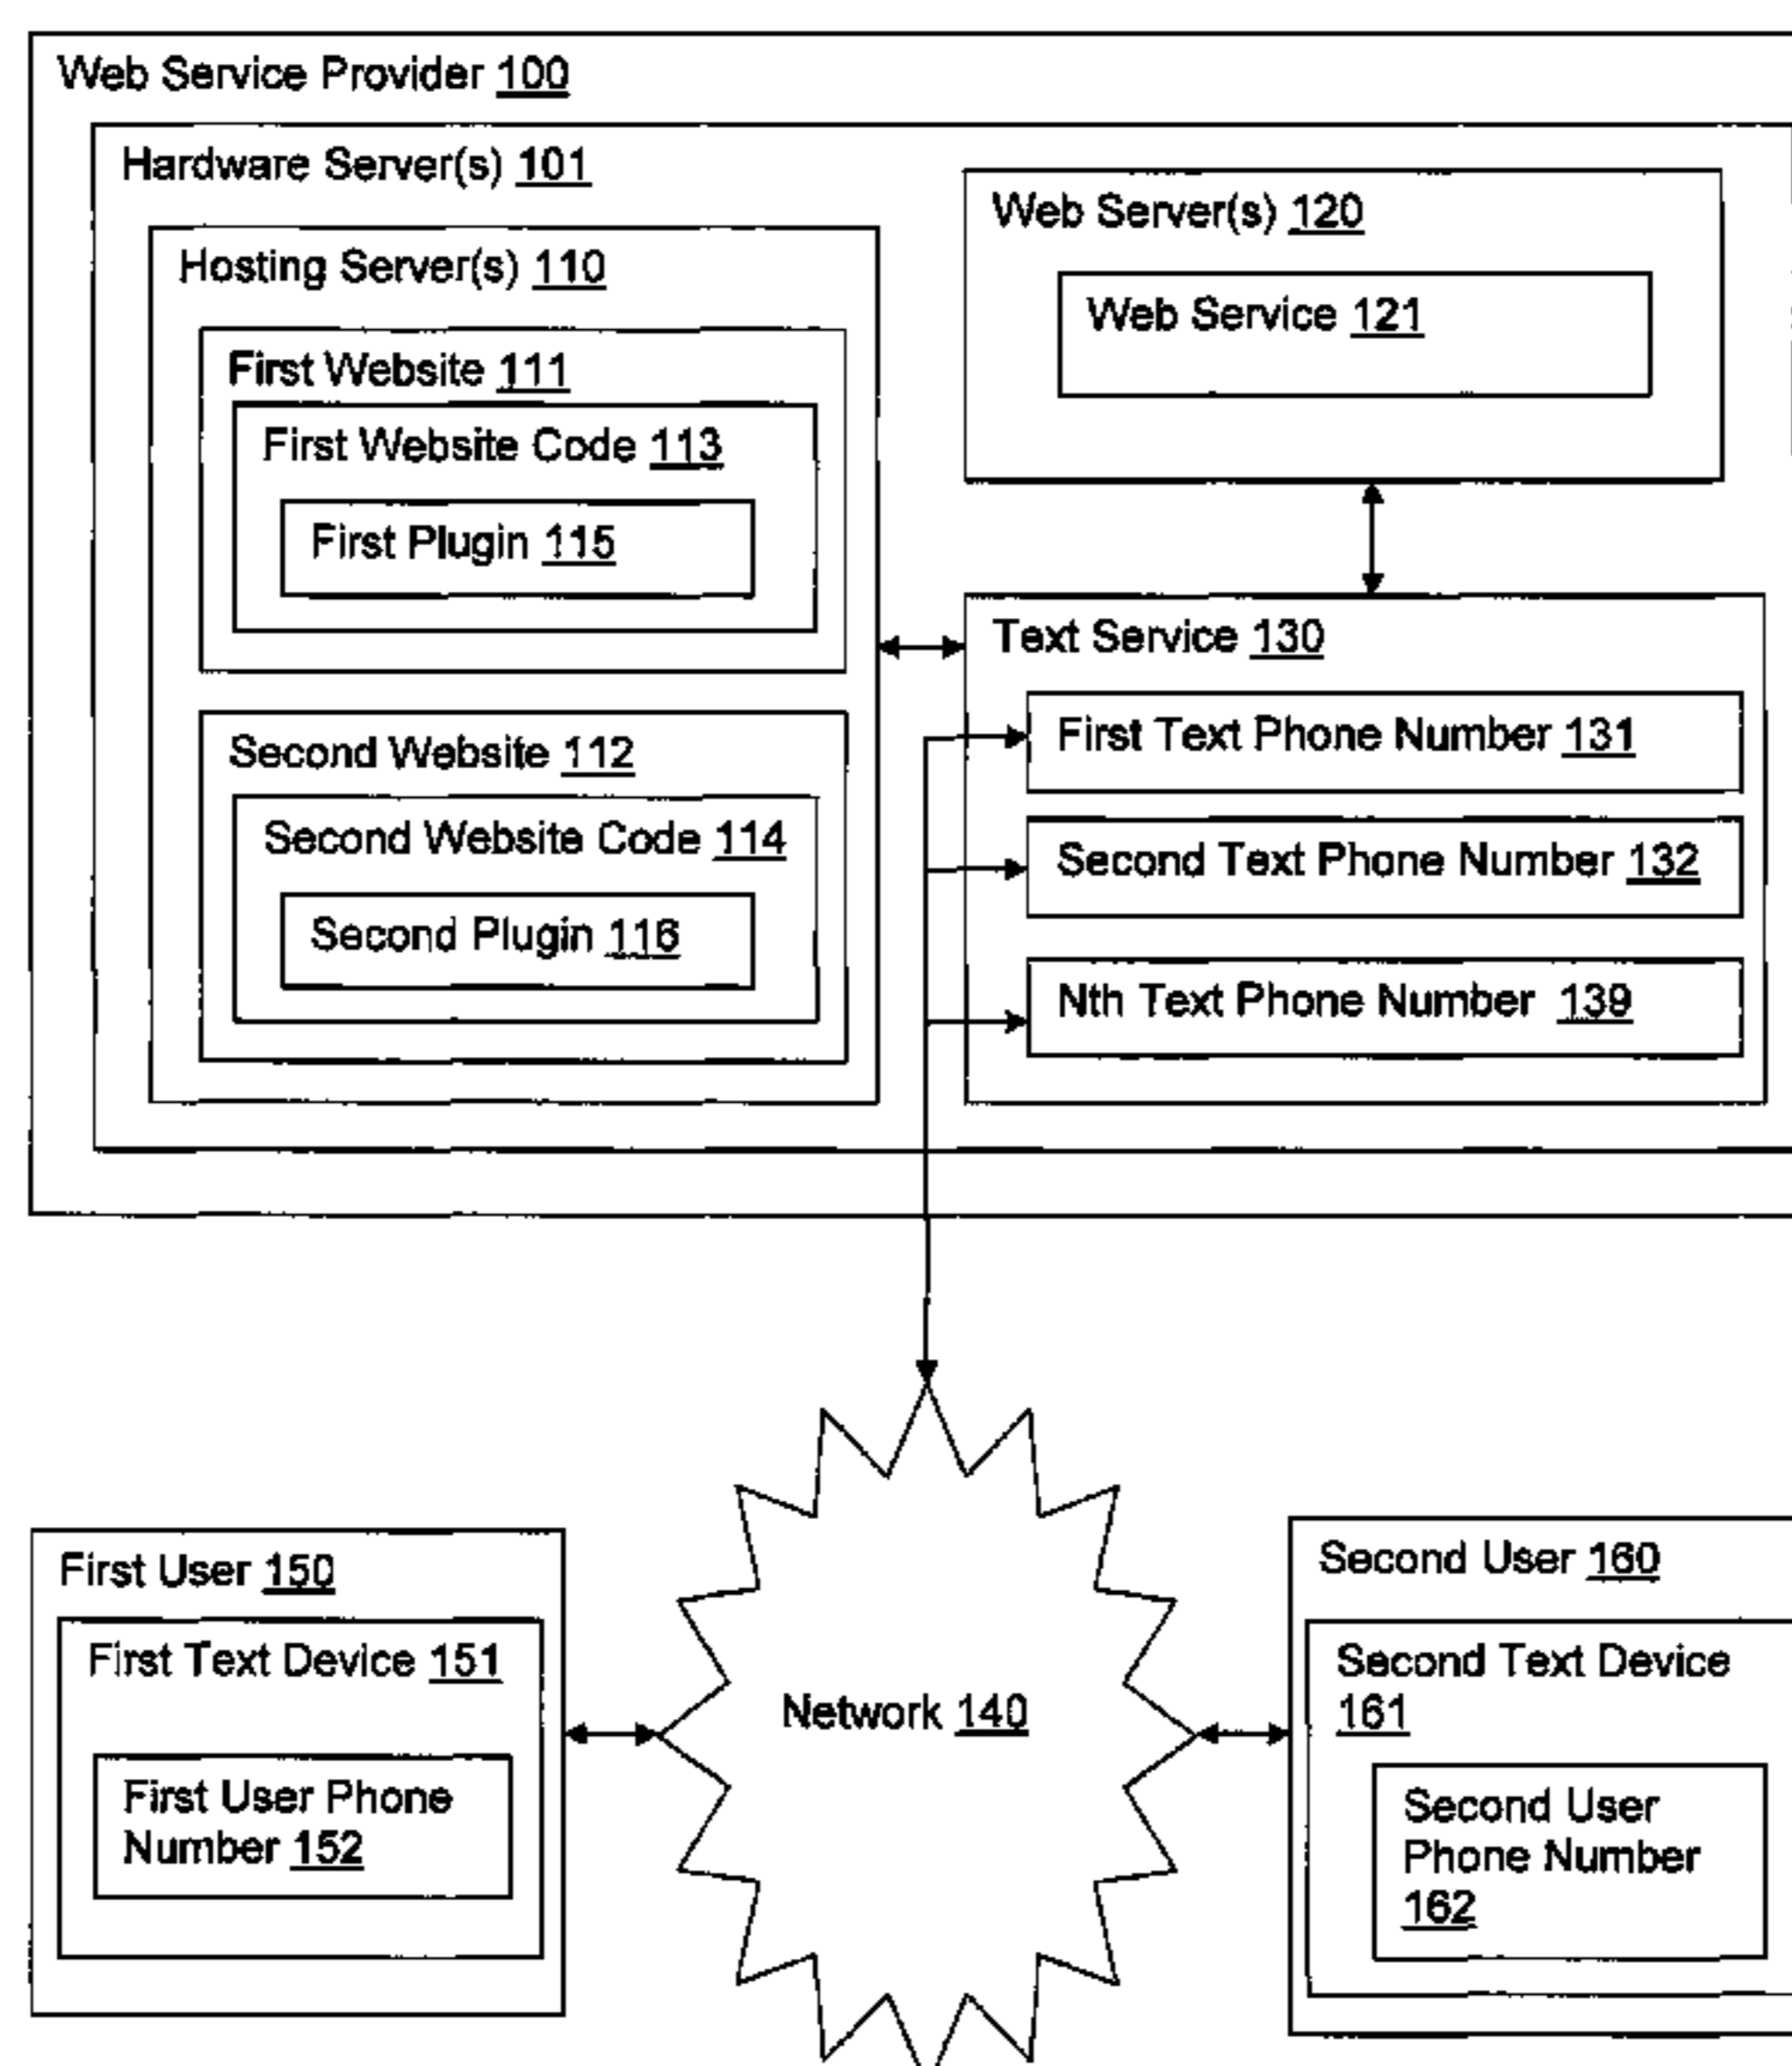 Web Service Provider 100
Hardware Server(s) 101
Hosting Server(s) 110
First Website 111
First Website Code 113
First Plugin 115
Second Website 112
Second Website Code 114
Second Plugin 116
Web Server(s) 120
Web Service 121
Text Service 130
First Text Phone Number 131
Second Text Phone Number 132
Nth Text Phone Number 139
First User 150
First Text Device 151
First User Phone
Number 152
Network 140
Second User 160
Second Text Device
161
Second User
Phone Number
162